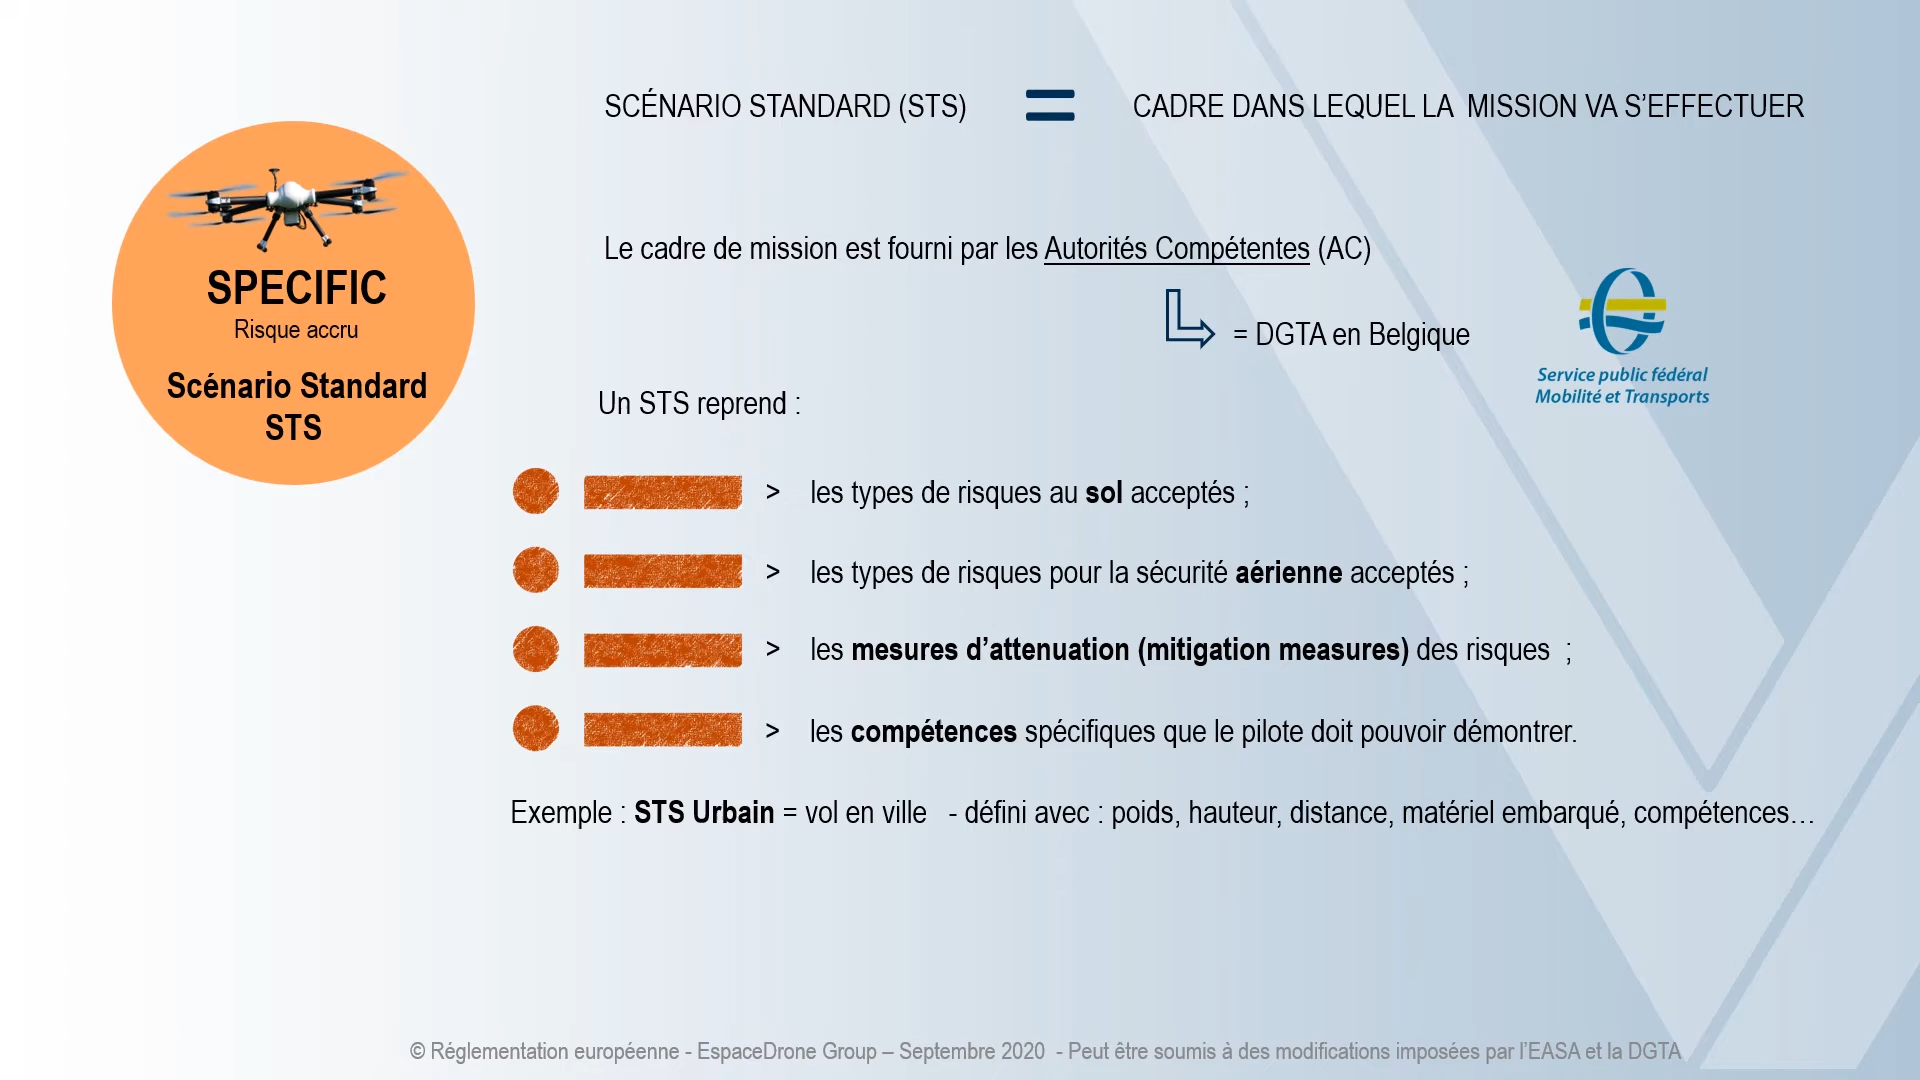 SCÉNARIO STANDARD (STS) = CADRE DANS LEQUEL LA MISSION VA S’EFFECTUER
SPECIFIC
Risque accru
Scénario Standard
STS
Le cadre de mission est fourni par les Autorités Compétentes (AC)
= DGTA en Belgique
Service public fédéral
Mobilité et Transports
Un STS reprend :
> les types de risques au sol acceptés ;
> les types de risques pour la sécurité aérienne acceptés ;
> les mesures d’attenuation (mitigation measures) des risques ;
> les compétences spécifiques que le pilote doit pouvoir démontrer.
Exemple : STS Urbain = vol en ville - défini avec : poids, hauteur, distance, matériel embarqué, compétences…
© Réglementation européenne - EspaceDrone Group – Septembre 2020 - Peut être soumis à des modifications imposées par l’EASA et la DGTA